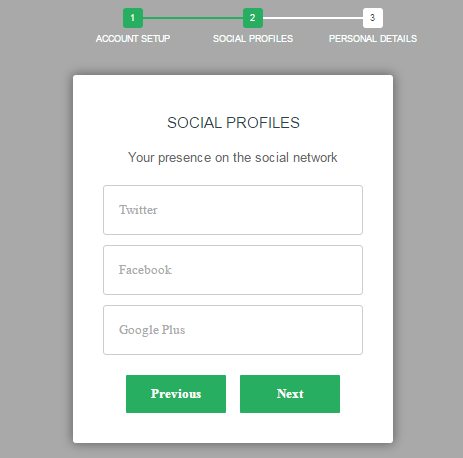 1 2 3
ACCOUNT SETUP SOCIAL PROFILES PERSONAL DETAILS
SOCIAL PROFILES
Your presence on the social network
Twitter
Facebook
Google Plus
Previous Next